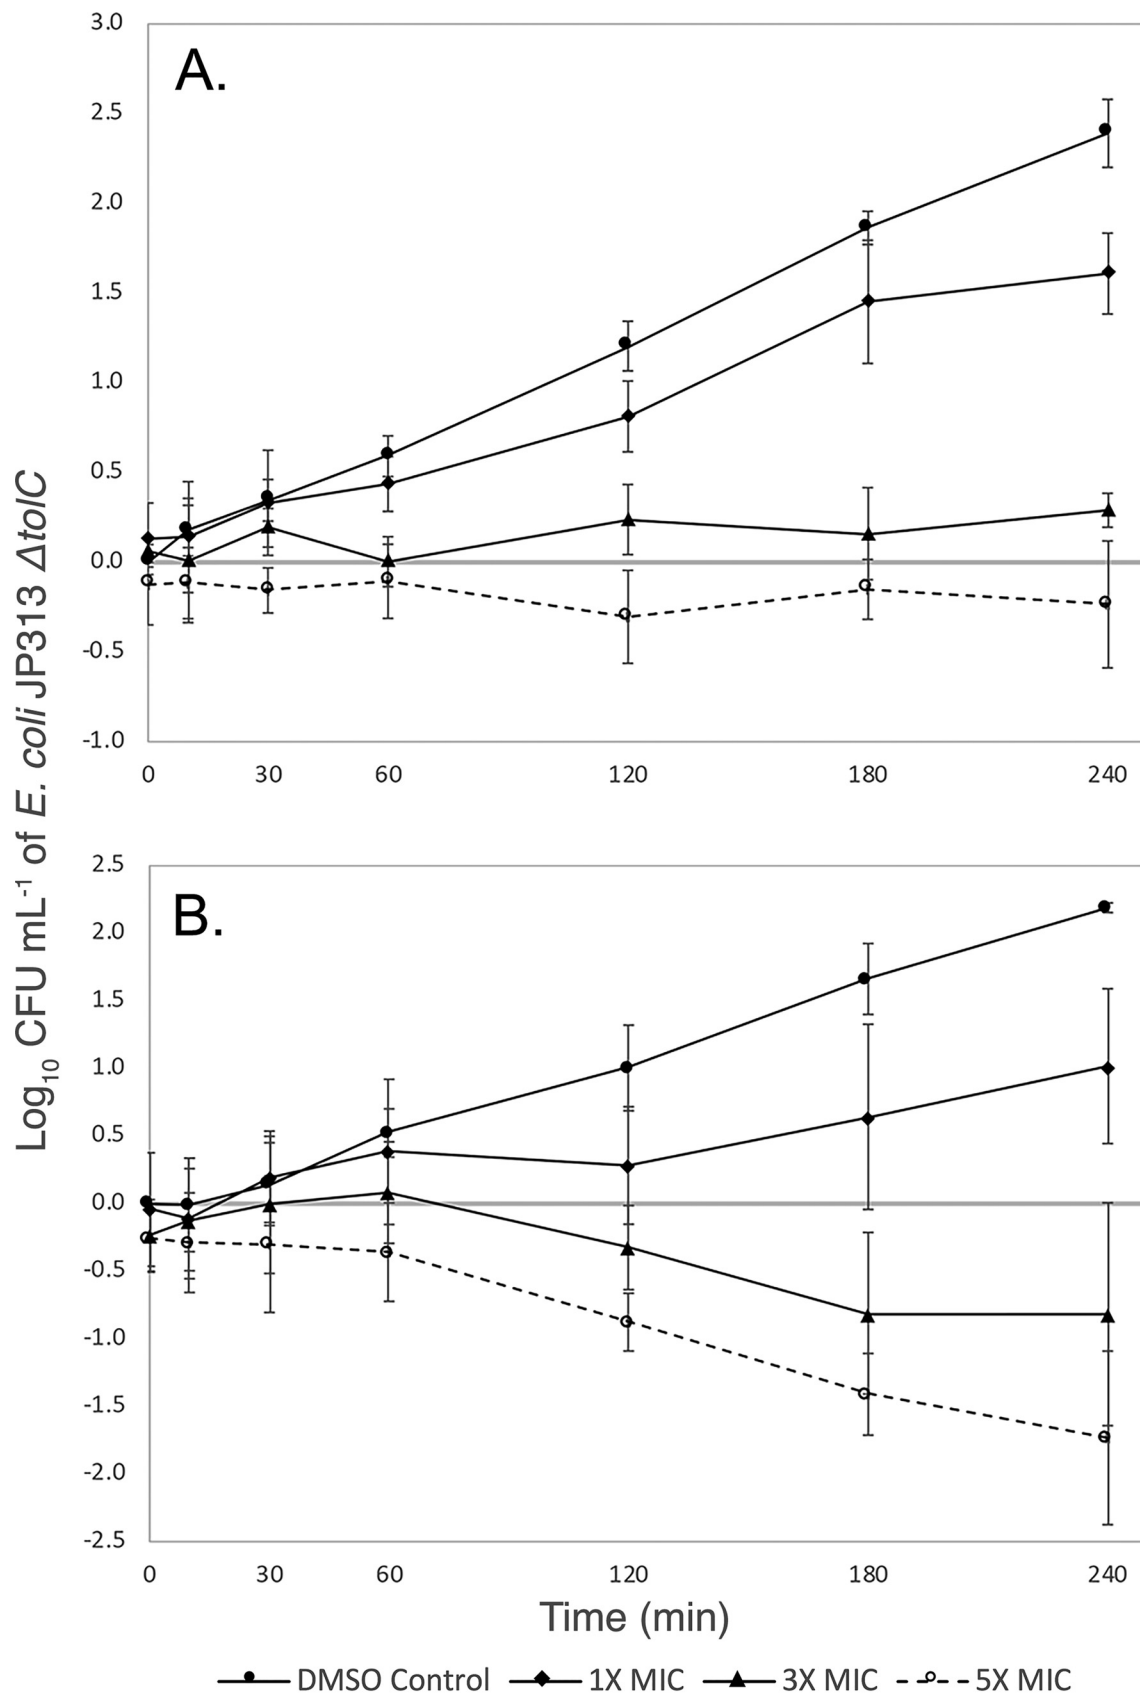 A.
3.0
2.5
2.0
1.5
1.0
0.5
0.0
-0.5
-1.0
0 30 60 120 180 240
Log10 CFU mL-1 of E. coli JP313 ΔtolC
B.
2.5
2.0
1.5
1.0
0.5
0.0
-0.5
-1.0
-1.5
-2.0
-2.5
0 30 60 120 180 240
Time (min)
DMSO Control 1X MIC 3X MIC 5X MIC